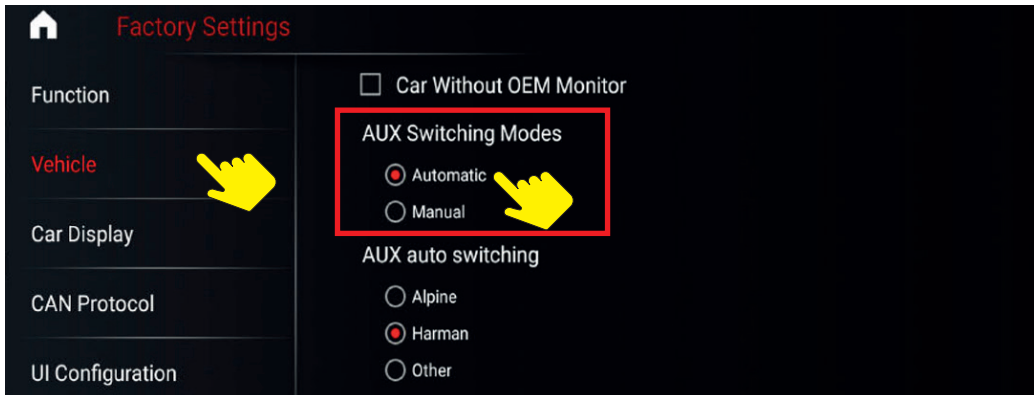 Factory Settings
Function
Vehicle
Car Display
CAN Protocol
UI Configuration
Car Without OEM Monitor
AUX Switching Modes
Automatic
Manual
AUX auto switching
Alpine
Harman
Other